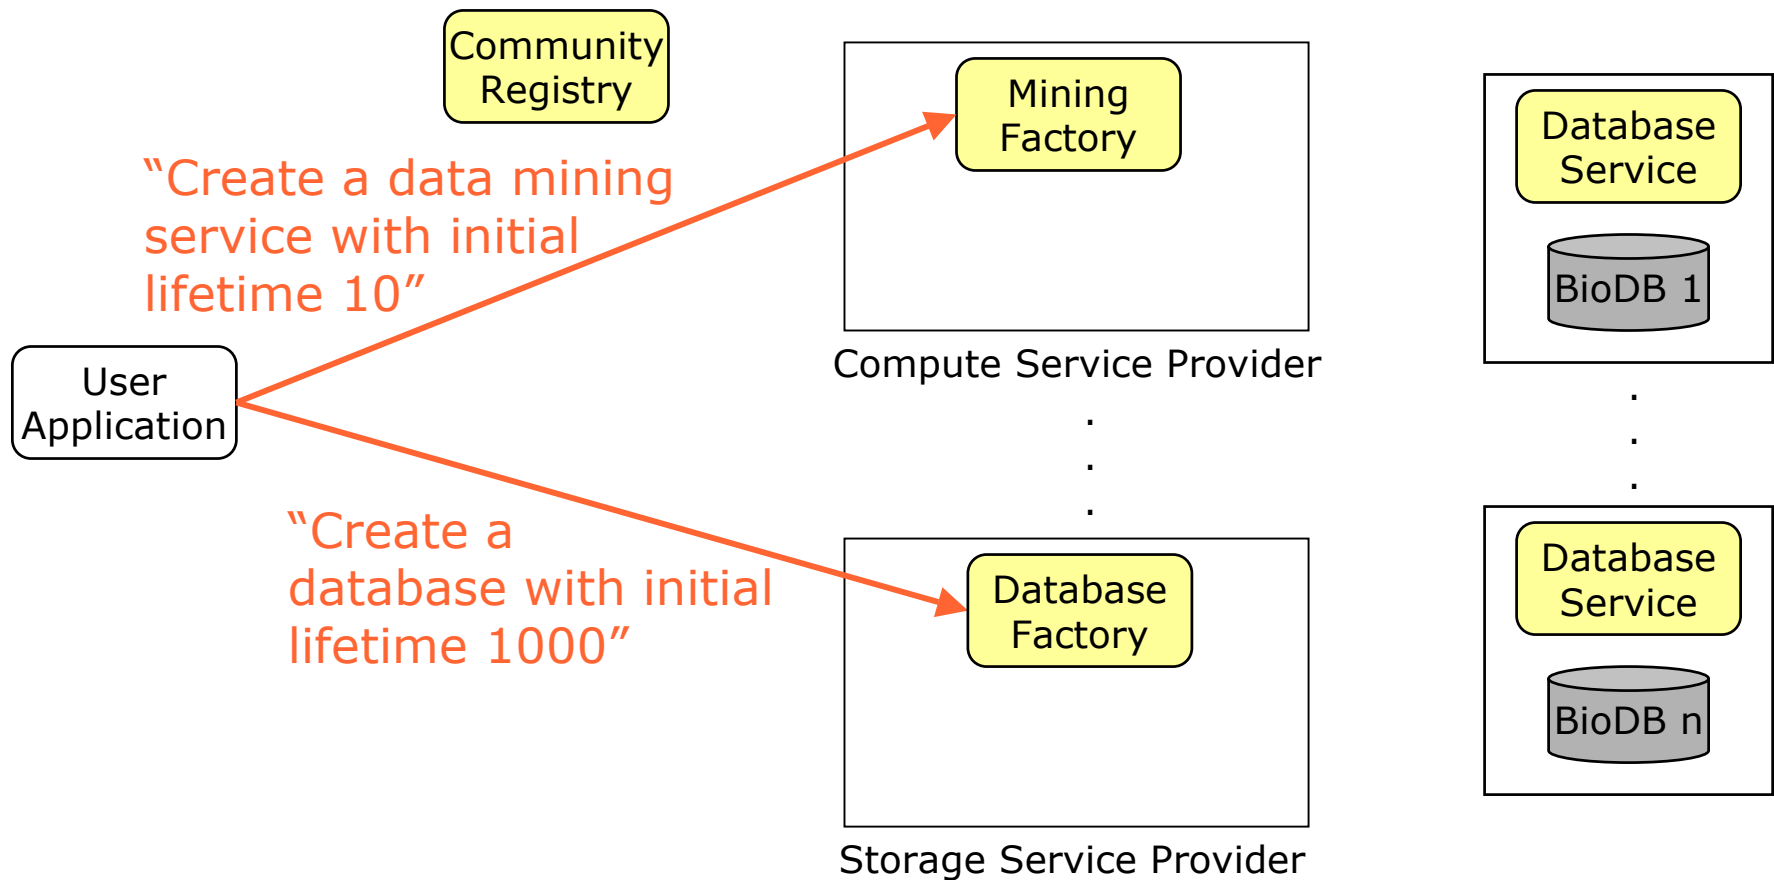 Community
Registry
Mining
Factory
Database
Service
“Create a data mining
service with initial
lifetime 10”
BioDB 1
Compute Service Provider
User
Application
.
.
.
.
.
.
“Create a
database with initial
lifetime 1000”
Database
Factory
Database
Service
BioDB n
Storage Service Provider